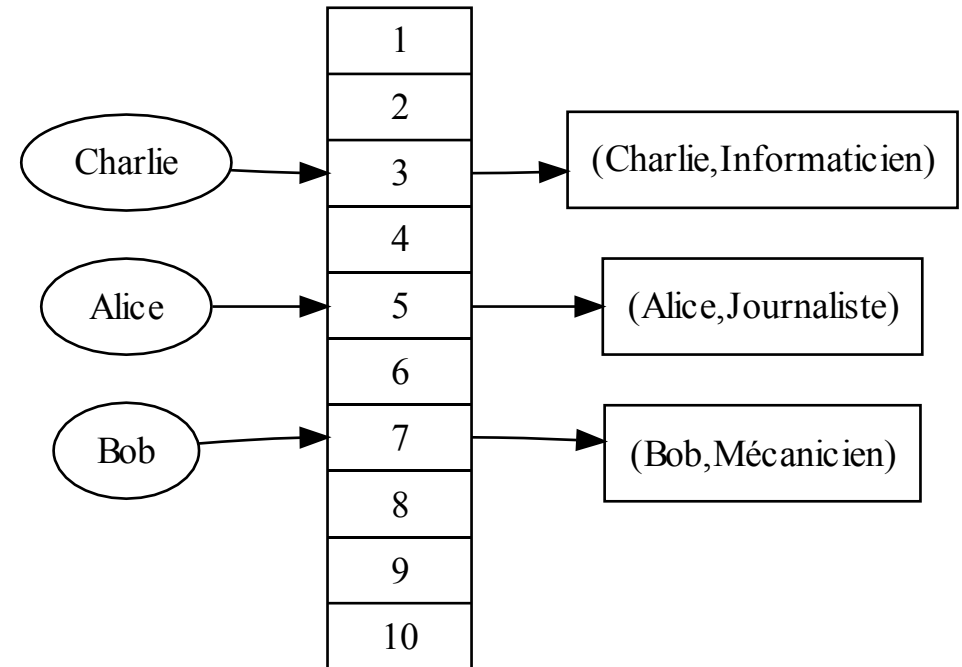 1
2
Charlie
3
(Charlie,Informaticien)
4
Alice
5
(Alice,Journaliste)
6
Bob
7
(Bob,Mécanicien)
8
9
10